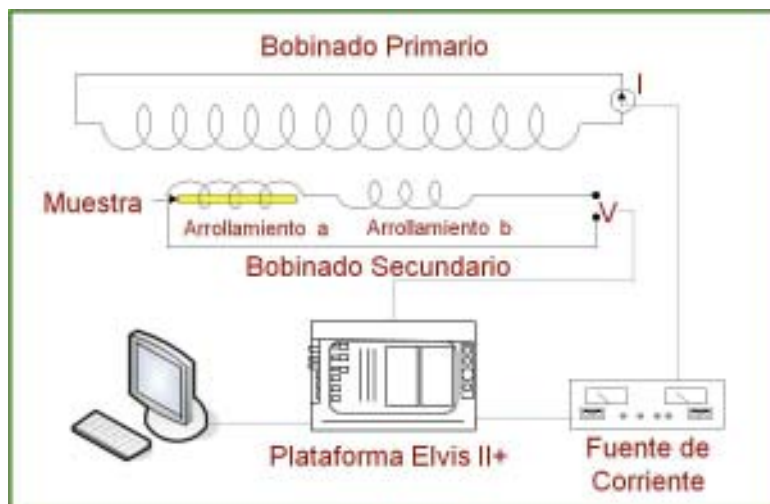 Bobinado Primario
I
Muestra
V
Arrollamiento a
Arrollamiento b
Bobinado Secundario
Plataforma Elvis II+
Fuente de
Corriente